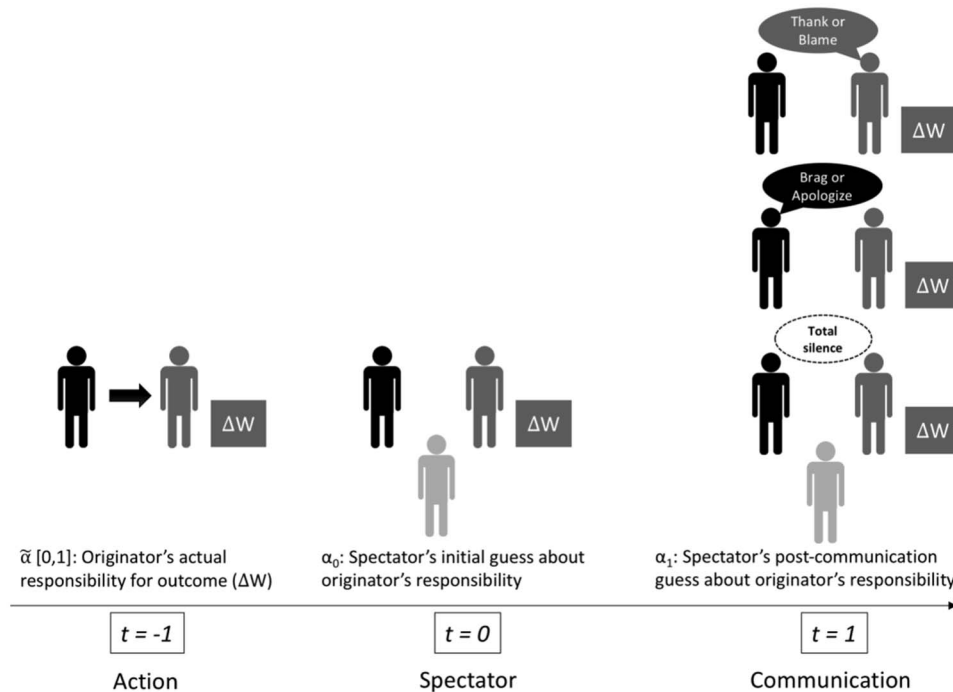 Thank or
Blame
ΔW
Brag or
Apologize
ΔW
Total
silence
ΔW
ΔW
ΔW
α̃ [0,1]: Originator's actual
responsibility for outcome (ΔW)
α₀: Spectator's initial guess about
originator's responsibility
α₁: Spectator's post-communication
guess about originator's responsibility
t = -1
t = 0
t = 1
Action
Spectator
Communication